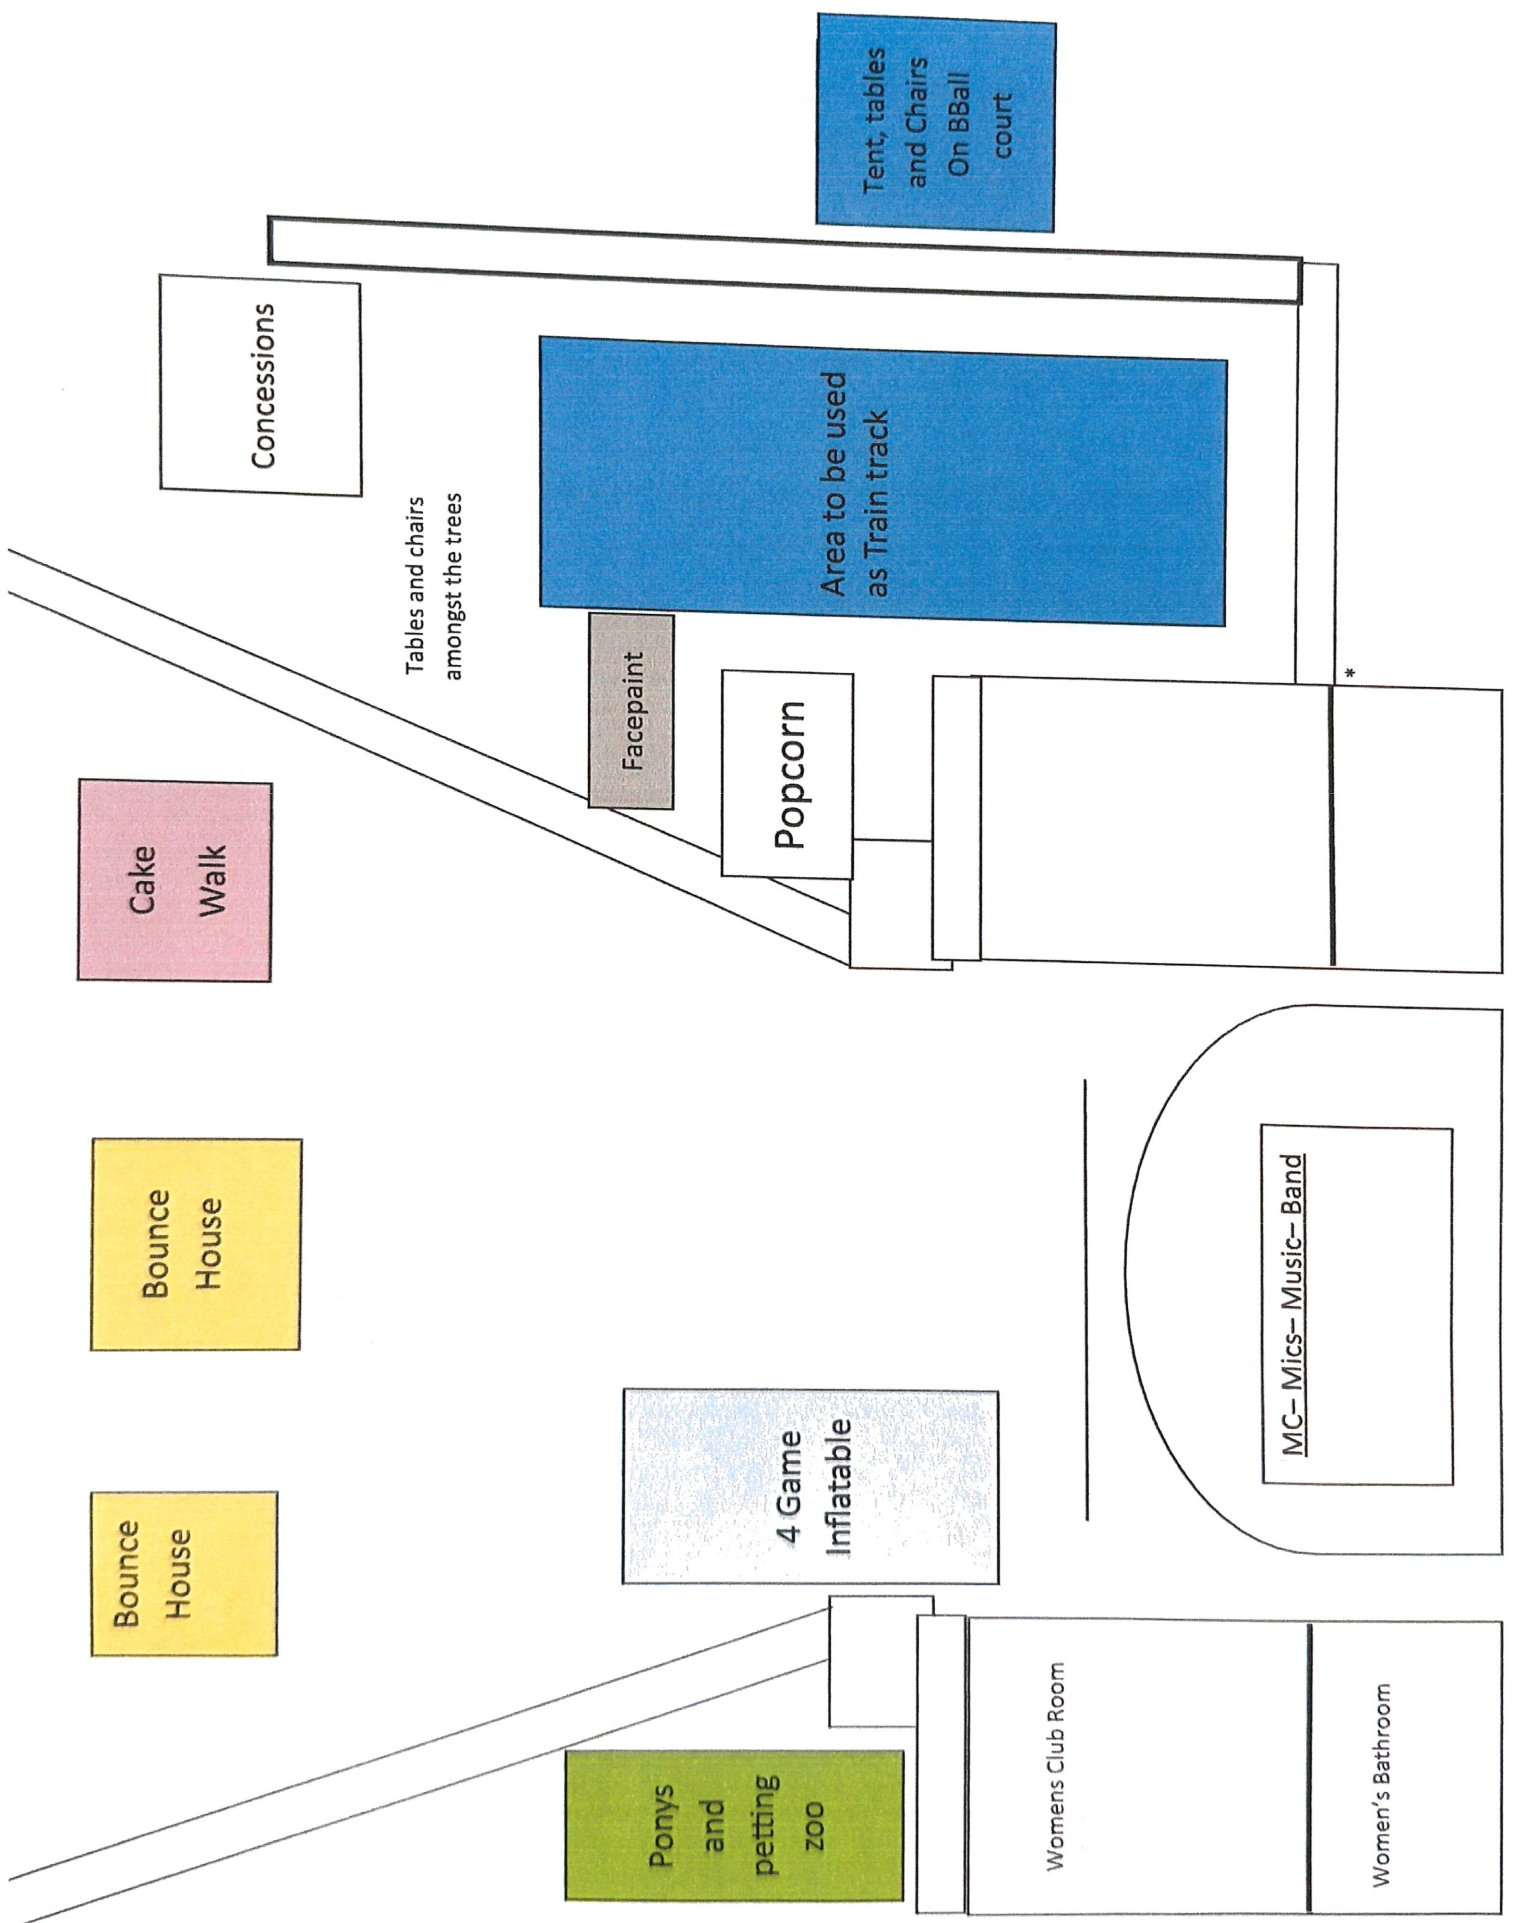 Bounce
House
Bounce
House
Cake
Walk
Concessions
Tables and chairs
amongst the trees
Ponys
and
petting
zoo
4 Game
Inflatable
Facepaint
Popcorn
Area to be used
as Train track
Tent, tables
and Chairs
On BBall
court
Womens Club Room
Women's Bathroom
MC– Mics– Music– Band
*